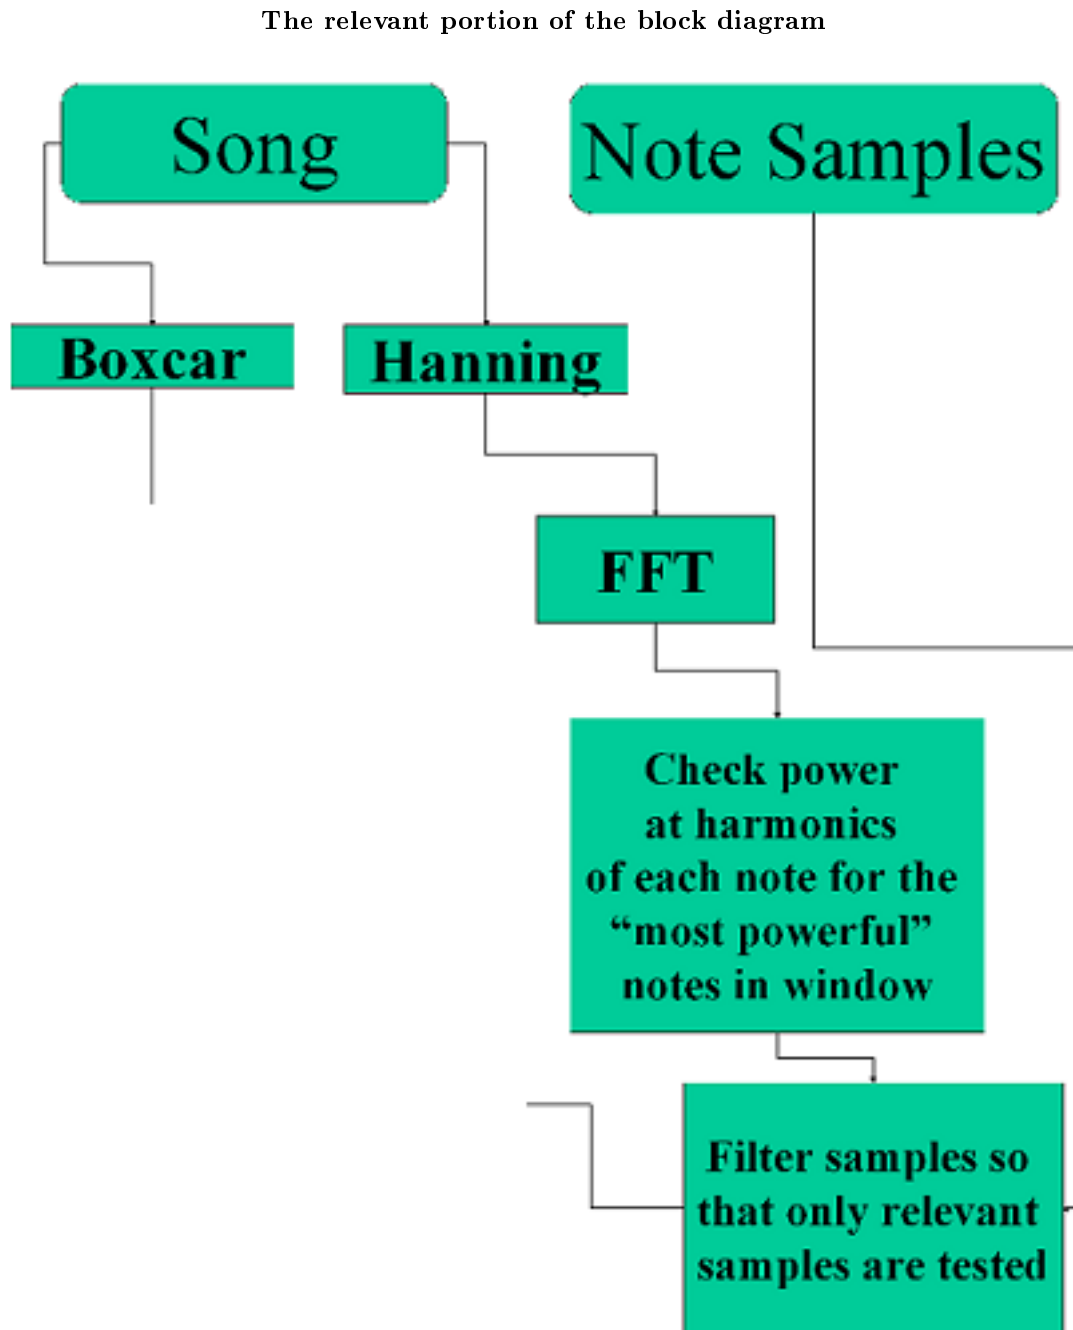 The relevant portion of the block diagram
Song
Note Samples
Boxcar
Hanning
FFT
Check power
at harmonics
of each note for the
“most powerful”
notes in window
Filter samples so
that only relevant
samples are tested